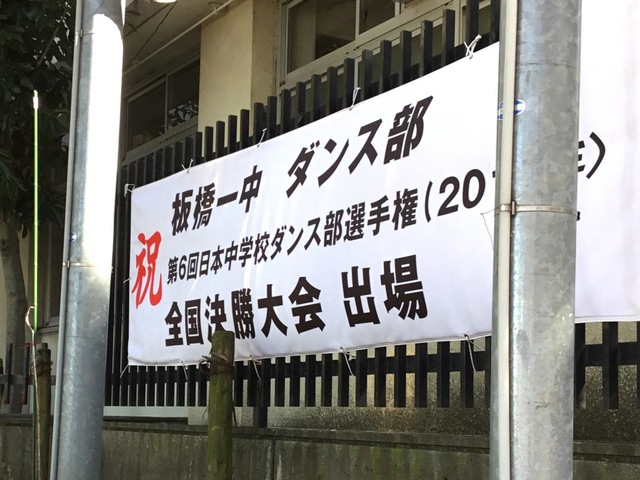 祝
板橋一中 ダンス部
第6回日本中学校ダンス部選手権(20
全国決勝大会 出場